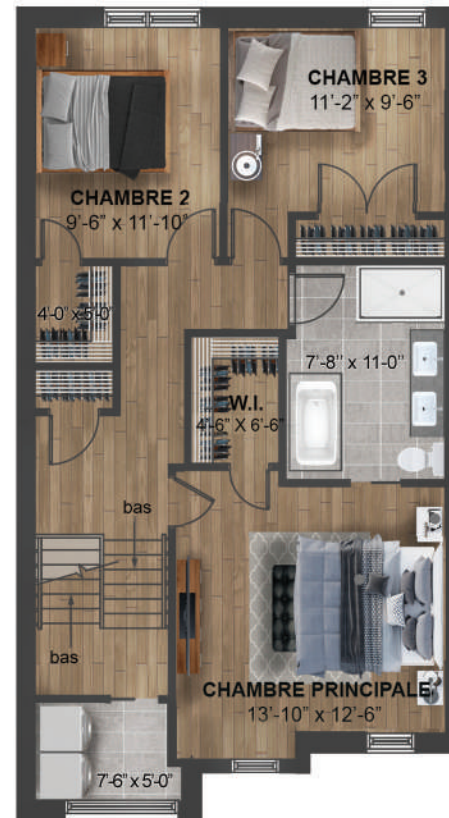 CHAMBRE 3
11'-2" x 9'-6"
CHAMBRE 2
9'-6" x 11'-10"
4'-0" x 5'-0"
7'-8" x 11-0"
W.I.
4'-6" X 6'-6"
bas
bas
CHAMBRE PRINCIPALE
13'-10" x 12'-6"
7'-6" x 5'-0"